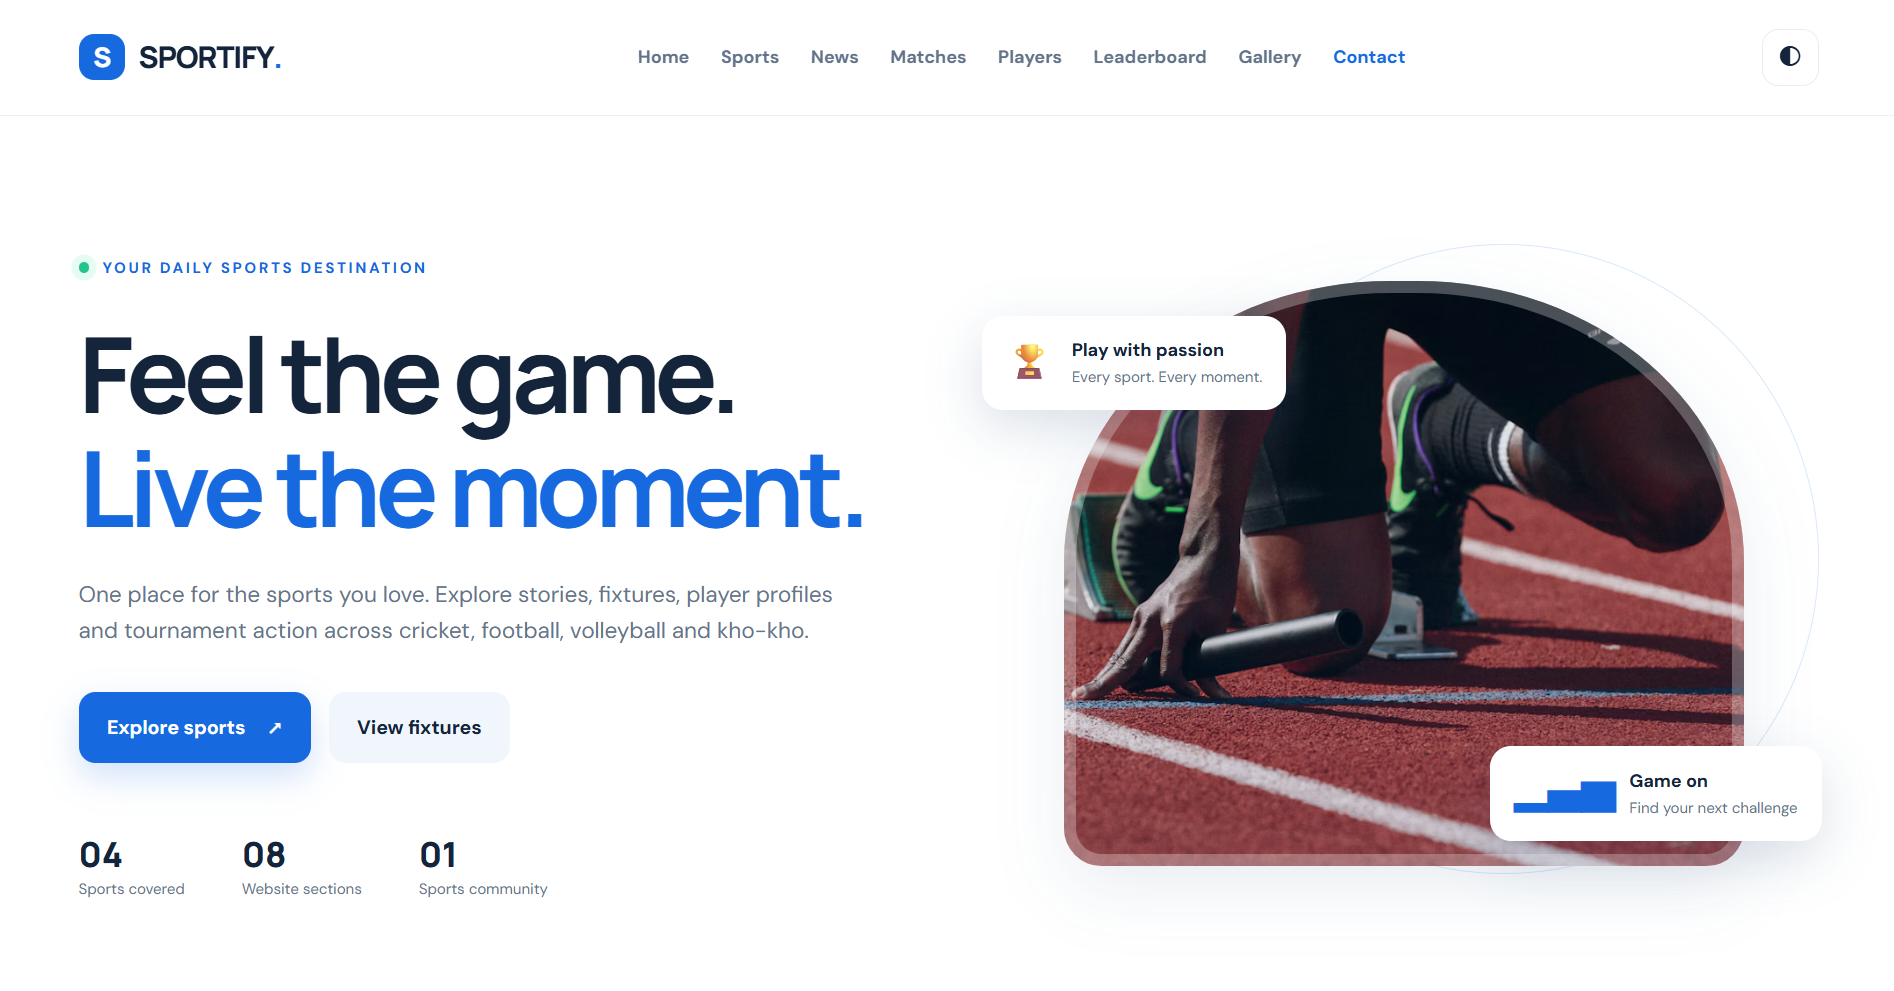 S SPORTIFY.
Home Sports News Matches Players Leaderboard Gallery Contact
YOUR DAILY SPORTS DESTINATION
Feel the game.
Live the moment.
One place for the sports you love. Explore stories, fixtures, player profiles
and tournament action across cricket, football, volleyball and kho-kho.
Explore sports ↗
View fixtures
04
Sports covered
08
Website sections
01
Sports community
Play with passion
Every sport. Every moment.
Game on
Find your next challenge